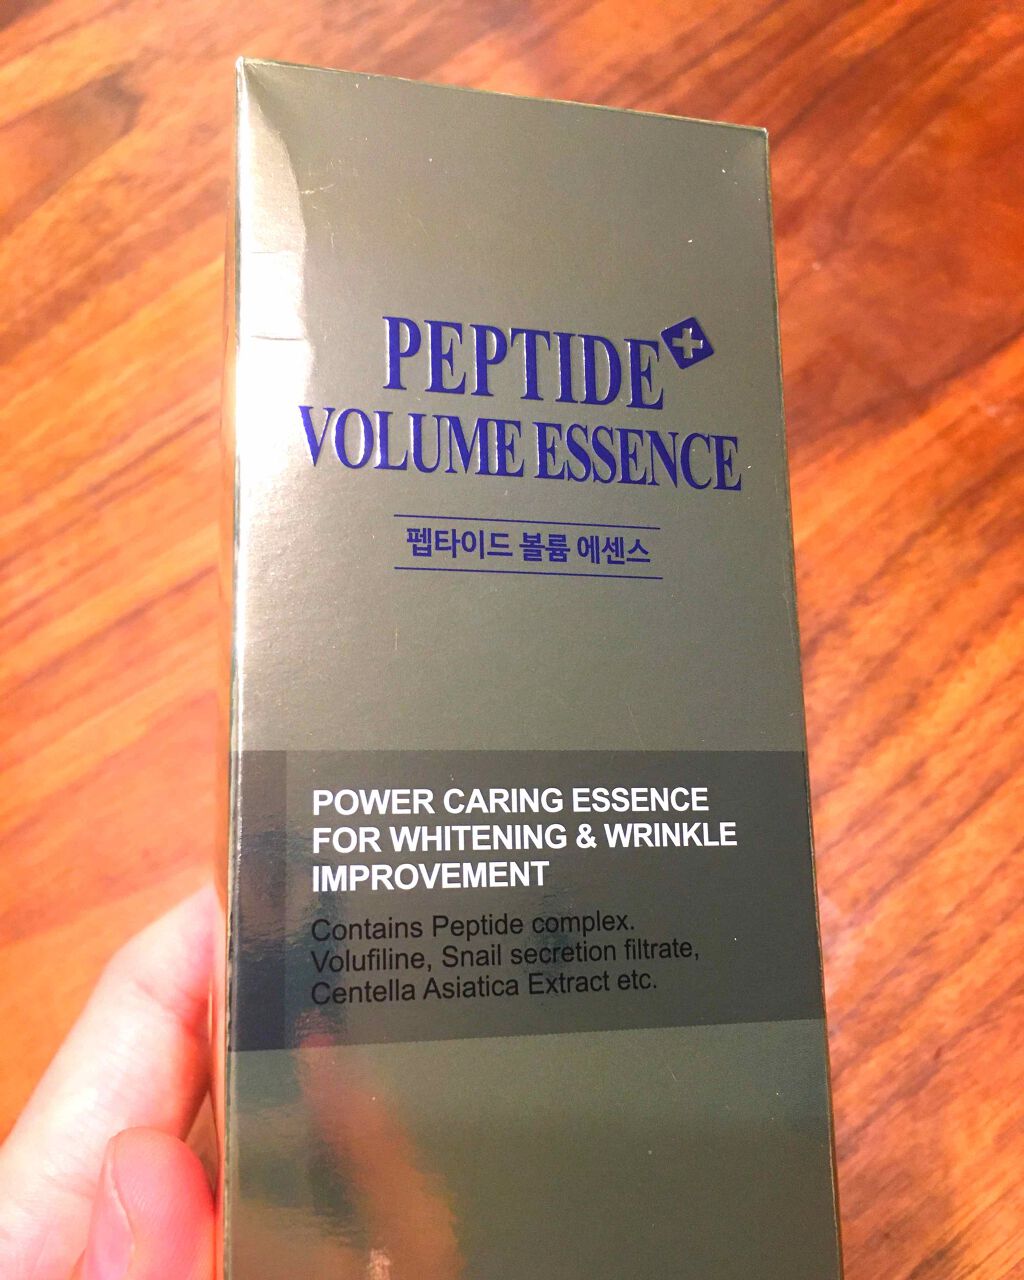 PEPTIDE
VOLUME ESSENCE
펩타이드 볼륨 에센스
POWER CARING ESSENCE
FOR WHITENING & WRINKLE
IMPROVEMENT
Contains Peptide complex.
Volufiline, Snail secretion filtrate,
Centella Asiatica Extract etc.